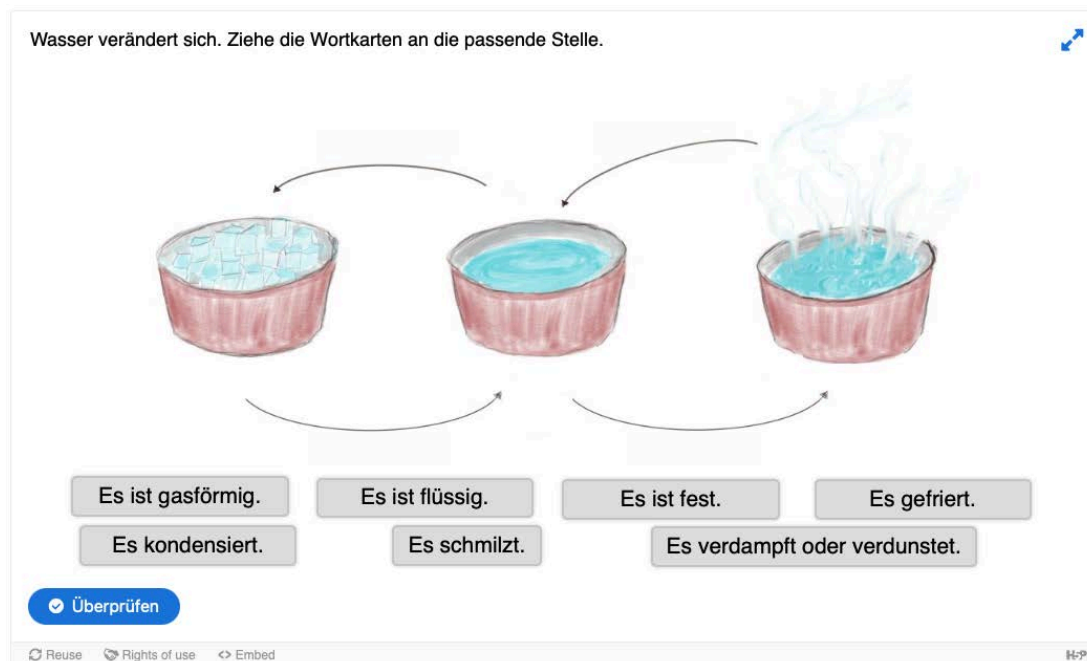 Wasser verändert sich. Ziehe die Wortkarten an die passende Stelle.
Es ist gasförmig. Es ist flüssig. Es ist fest. Es gefriert.
Es kondensiert. Es schmilzt. Es verdampft oder verdunstet.
Überprüfen
Reuse Rights of use Embed H-P